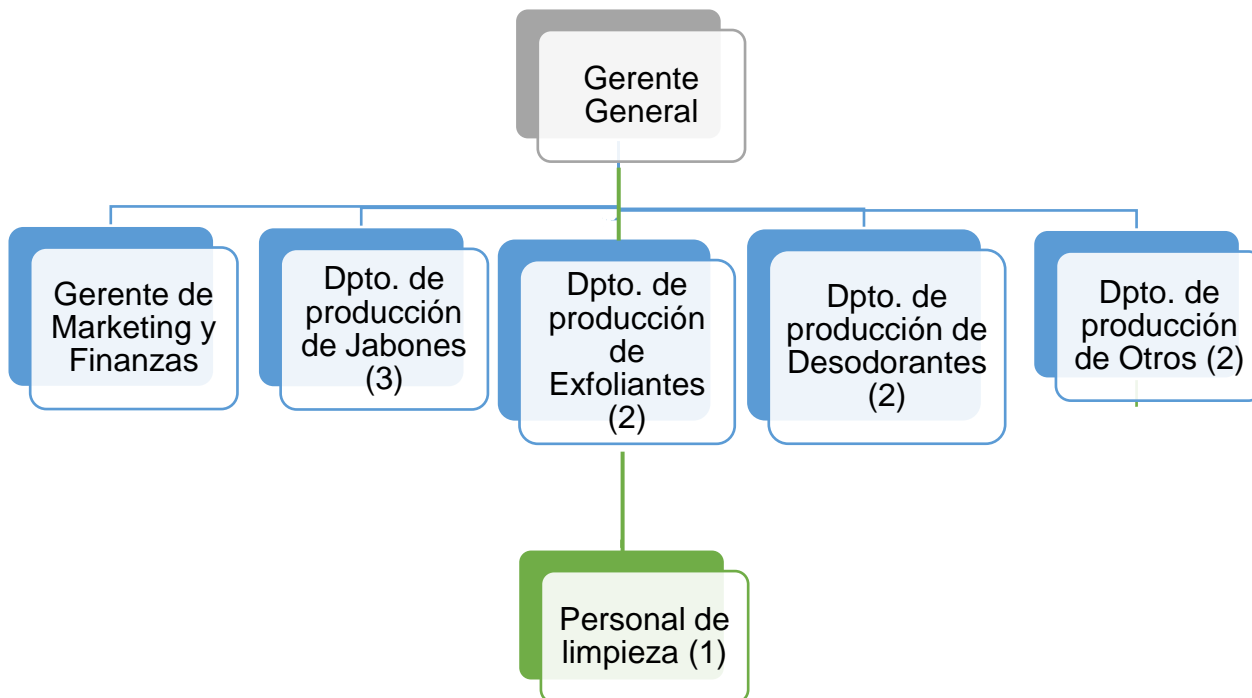 Gerente
General
Gerente de
Marketing y
Finanzas
Dpto. de
producción
de Jabones
(3)
Dpto. de
producción
de
Exfoliantes
(2)
Dpto. de
producción de
Desodorantes
(2)
Dpto. de
producción
de Otros (2)
Personal de
limpieza (1)